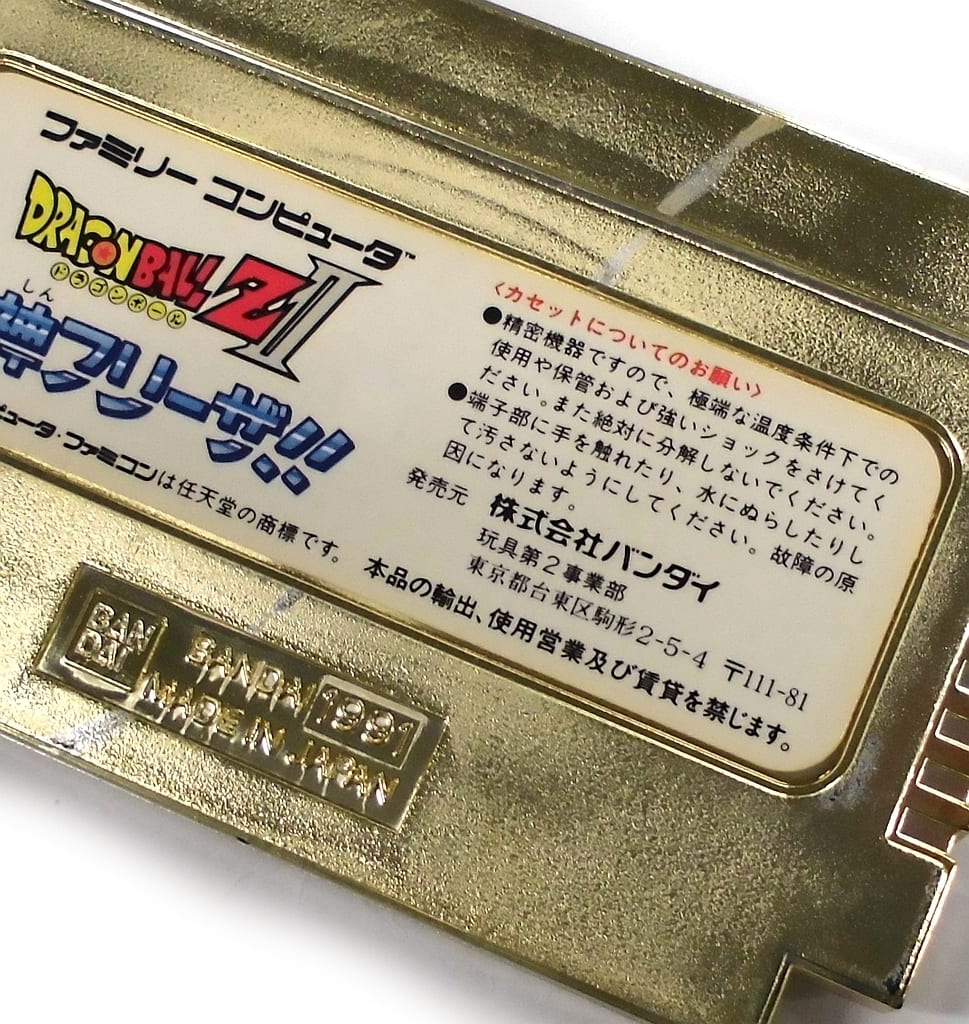 ファミリー コンピュータ™
DRAGON BALL Z II
ドラゴンボール
しん
神フリーザ!!
ピュータ・ファミコンは任天堂の商標です。
〈カセットについてのお願い〉
●精密機器ですので、極端な温度条件下での
使用や保管および強いショックをさけてく
ださい。また絶対に分解しないでください。
●端子部に手を触れたり、水にぬらしたりし
て汚さないようにしてください。故障の原
因になります。
発売元 株式会社バンダイ
玩具第2事業部
東京都台東区駒形2-5-4 〒111-81
本品の輸出、使用営業及び賃貸を禁じます。
BAN
DAI
BANDAI 1991
MADE IN JAPAN